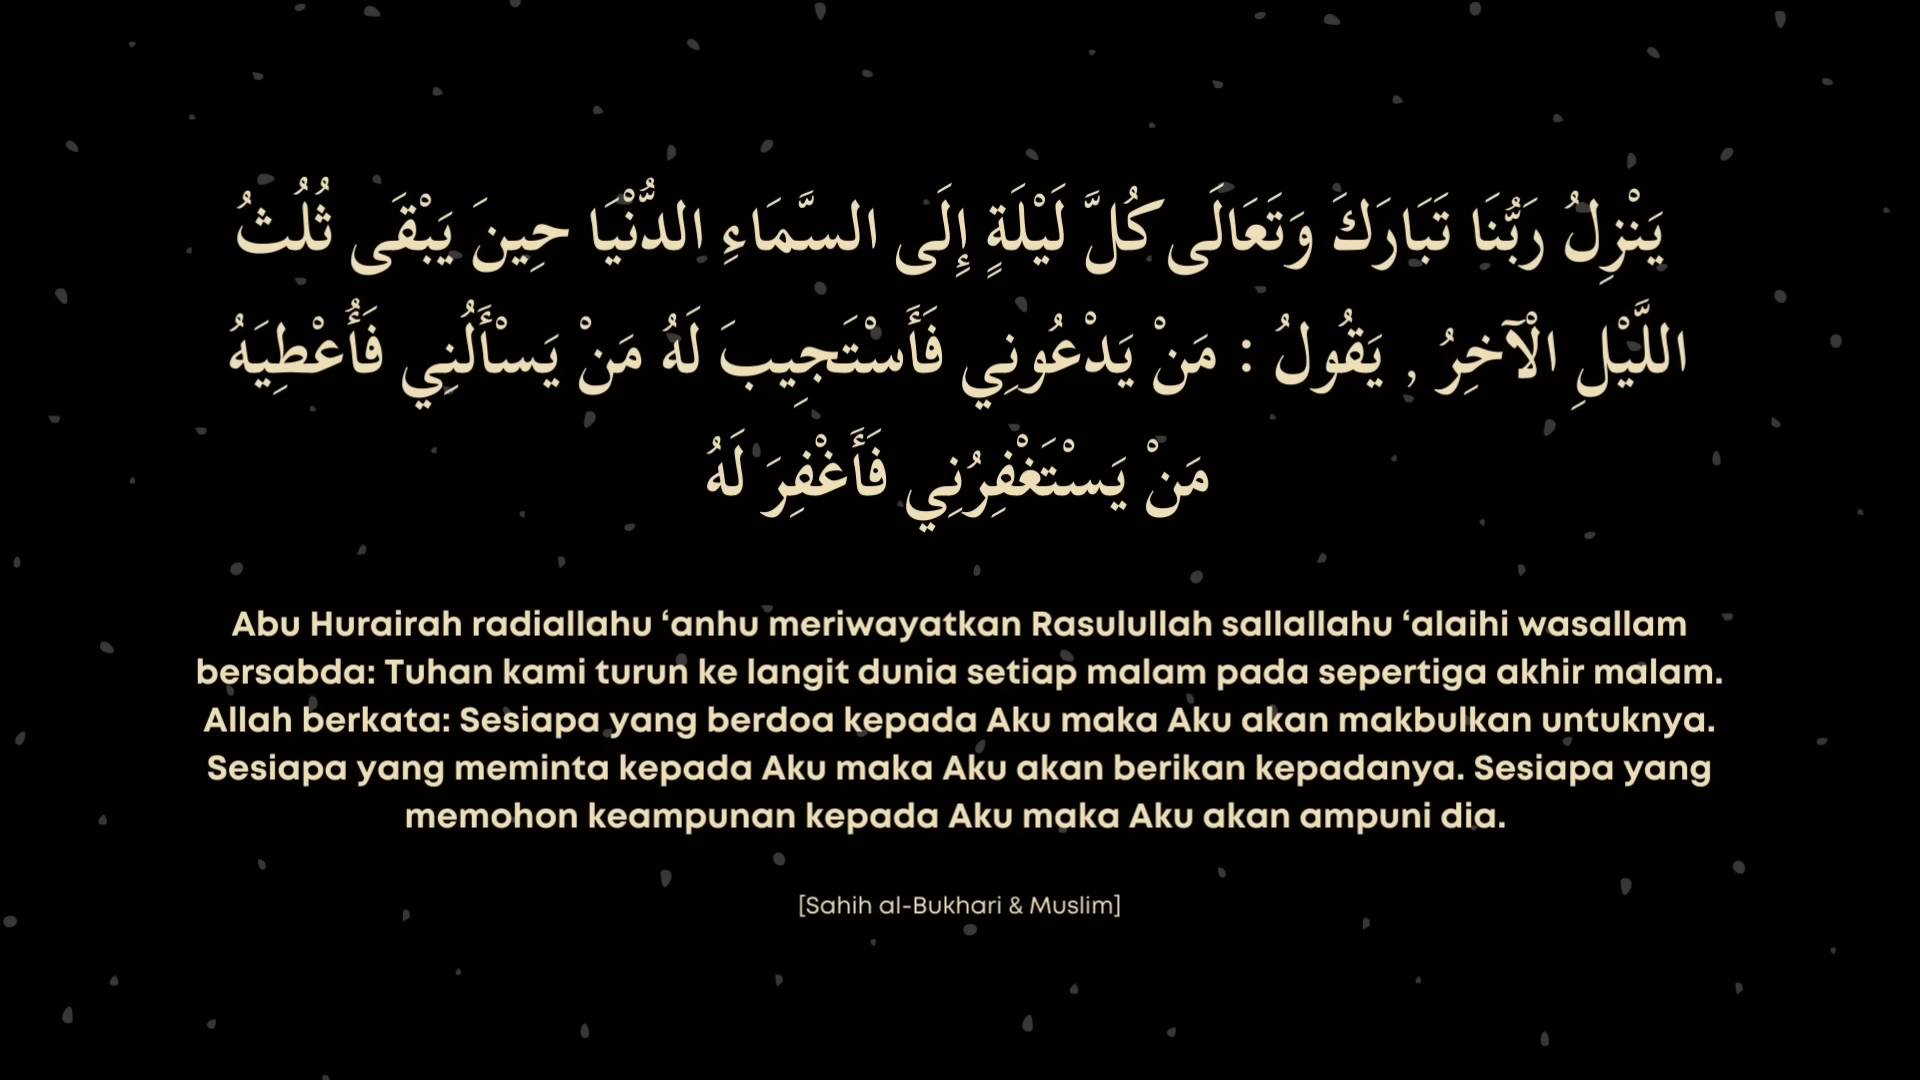 يَنْزِلُ رَبُّنَا تَبَارَكَ وَتَعَالَى كُلَّ لَيْلَةٍ إِلَى السَّمَاءِ الدُّنْيَا حِينَ يَبْقَى ثُلُثُ
اللَّيْلِ الْآخِرُ , يَقُولُ : مَنْ يَدْعُونِي فَأَسْتَجِيبَ لَهُ مَنْ يَسْأَلُنِي فَأُعْطِيَهُ
مَنْ يَسْتَغْفِرُنِي فَأَغْفِرَ لَهُ
Abu Hurairah radiallahu ‘anhu meriwayatkan Rasulullah sallallahu ‘alaihi wasallam
bersabda: Tuhan kami turun ke langit dunia setiap malam pada sepertiga akhir malam.
Allah berkata: Sesiapa yang berdoa kepada Aku maka Aku akan makbulkan untuknya.
Sesiapa yang meminta kepada Aku maka Aku akan berikan kepadanya. Sesiapa yang
memohon keampunan kepada Aku maka Aku akan ampuni dia.
[Sahih al-Bukhari & Muslim]